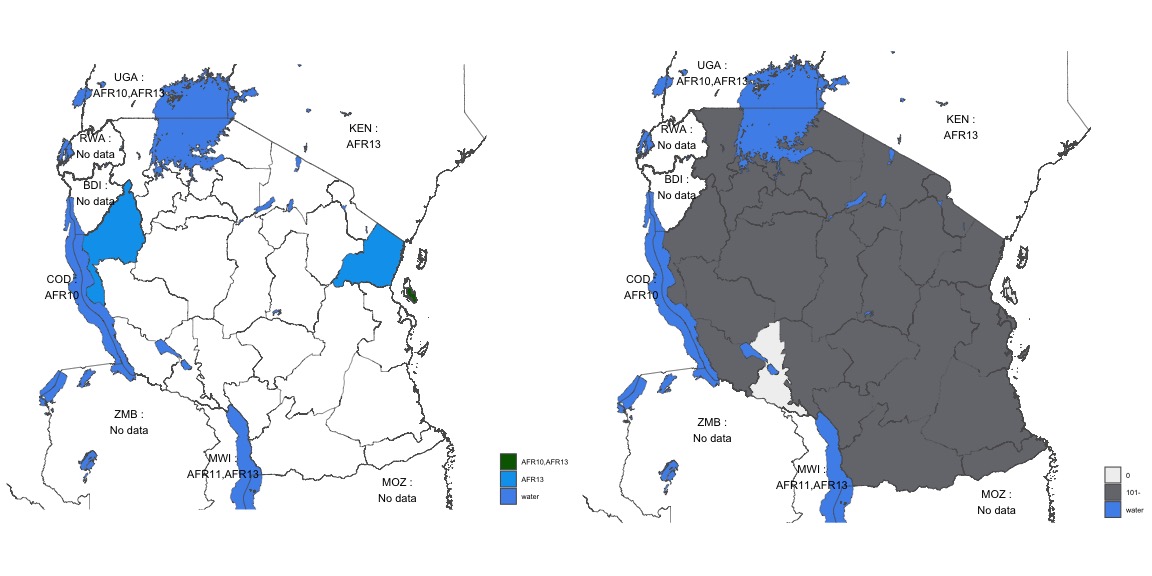 UGA :
AFR10,AFR13
RWA :
No data
BDI :
No data
KEN :
AFR13
COD :
AFR10
ZMB :
No data
MWI :
AFR11,AFR13
MOZ :
No data
AFR10,AFR13
AFR13
water
UGA :
AFR10,AFR13
RWA :
No data
BDI :
No data
KEN :
AFR13
COD :
AFR10
ZMB :
No data
MWI :
AFR11,AFR13
MOZ :
No data
0
101-
water